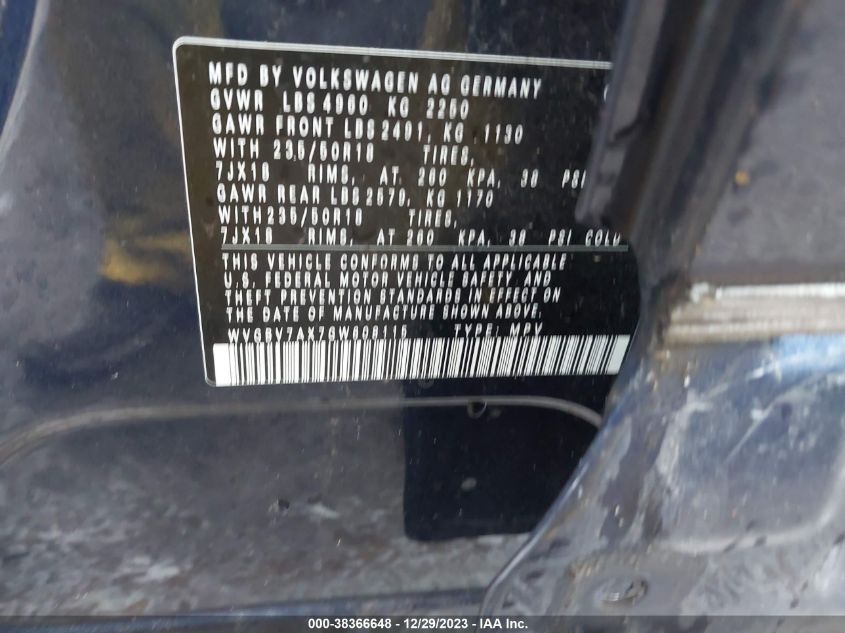 MFD BY VOLKSWAGEN AG GERMANY
GVWR LBS 4960 KG 2250
GAWR FRONT LBS 2491, KG 1130
WITH 235/50R18 TIRES,
7JX18 RIMS, AT 260 KPA, 38 PSI
GAWR REAR LBS 2579, KG 1170
WITH 235/50R18 TIRES,
7JX18 RIMS, AT 260 KPA, 38 PSI COLD
THIS VEHICLE CONFORMS TO ALL APPLICABLE
U.S. FEDERAL MOTOR VEHICLE SAFETY AND
THEFT PREVENTION STANDARDS IN EFFECT ON
THE DATE OF MANUFACTURE SHOWN ABOVE.
WVGBV7AX7GW608115 TYPE: MPV
000-38366648 - 12/29/2023 - IAA Inc.